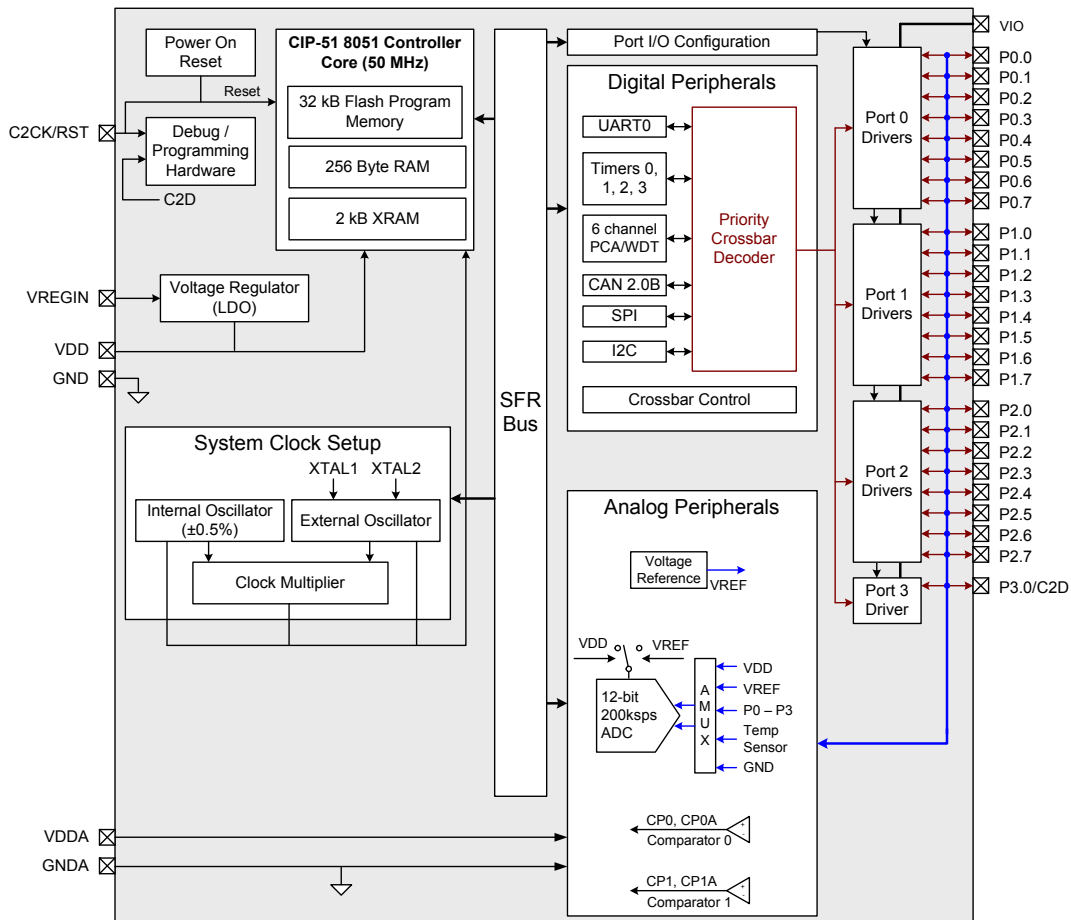 Power On
Reset
Reset
C2CK/RST
Debug /
Programming
Hardware
C2D
CIP-51 8051 Controller
Core (50 MHz)
32 kB Flash Program
Memory
256 Byte RAM
2 kB XRAM
VREGIN
Voltage Regulator
(LDO)
VDD
GND
System Clock Setup
XTAL1
XTAL2
Internal Oscillator
(±0.5%)
External Oscillator
Clock Multiplier
VDDA
GNDA
SFR
Bus
Port I/O Configuration
Digital Peripherals
UART0
Timers 0,
1, 2, 3
6 channel
PCA/WDT
CAN 2.0B
SPI
I2C
Priority
Crossbar
Decoder
Crossbar Control
Analog Peripherals
Voltage
Reference
VREF
VDD
VREF
12-bit
200ksps
ADC
A
M
U
X
VDD
VREF
P0 – P3
Temp
Sensor
GND
CP0, CP0A
+
-
Comparator 0
CP1, CP1A
+
-
Comparator 1
Port 0
Drivers
Port 1
Drivers
Port 2
Drivers
Port 3
Driver
VIO
P0.0
P0.1
P0.2
P0.3
P0.4
P0.5
P0.6
P0.7
P1.0
P1.1
P1.2
P1.3
P1.4
P1.5
P1.6
P1.7
P2.0
P2.1
P2.2
P2.3
P2.4
P2.5
P2.6
P2.7
P3.0/C2D